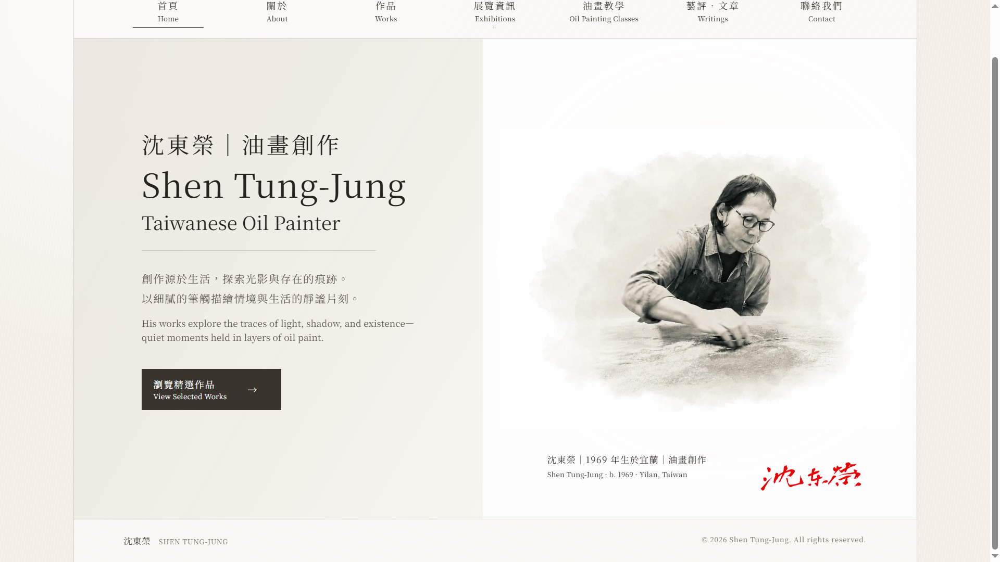 首頁
Home
關於
About
作品
Works
展覽資訊
Exhibitions
油畫教學
Oil Painting Classes
藝評 · 文章
Writings
聯絡我們
Contact
沈東榮｜油畫創作
Shen Tung-Jung
Taiwanese Oil Painter
創作源於生活，探索光影與存在的痕跡。
以細膩的筆觸描繪情境與生活的靜謐片刻。
His works explore the traces of light, shadow, and existence—
quiet moments held in layers of oil paint.
瀏覽精選作品
View Selected Works
→
沈東榮｜1969 年生於宜蘭｜油畫創作
Shen Tung-Jung · b. 1969 · Yilan, Taiwan
沈东榮
沈東榮 SHEN TUNG-JUNG
© 2026 Shen Tung-Jung. All rights reserved.